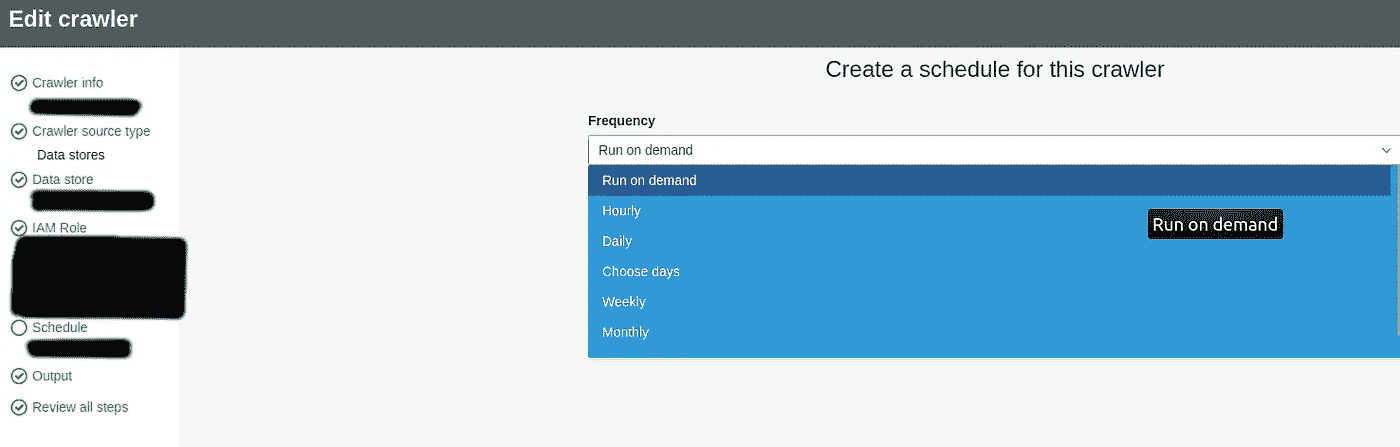 Edit crawler
Crawler info
Crawler source type
Data stores
Data store
IAM Role
Schedule
Output
Review all steps
Create a schedule for this crawler
Frequency
Run on demand
Run on demand
Hourly
Daily
Choose days
Weekly
Monthly
Run on demand